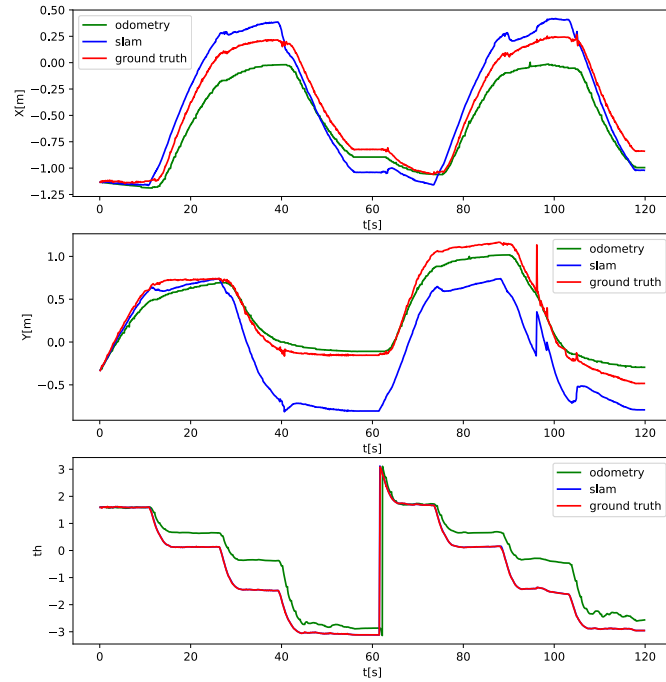 0.50
0.25
0.00
−0.25
−0.50
−0.75
−1.00
−1.25
X[m]
odometry
slam
ground truth
0 20 40 60 80 100 120
t[s]
1.0
0.5
0.0
−0.5
Y[m]
odometry
slam
ground truth
0 20 40 60 80 100 120
t[s]
3
2
1
0
−1
−2
−3
th
odometry
slam
ground truth
0 20 40 60 80 100 120
t[s]